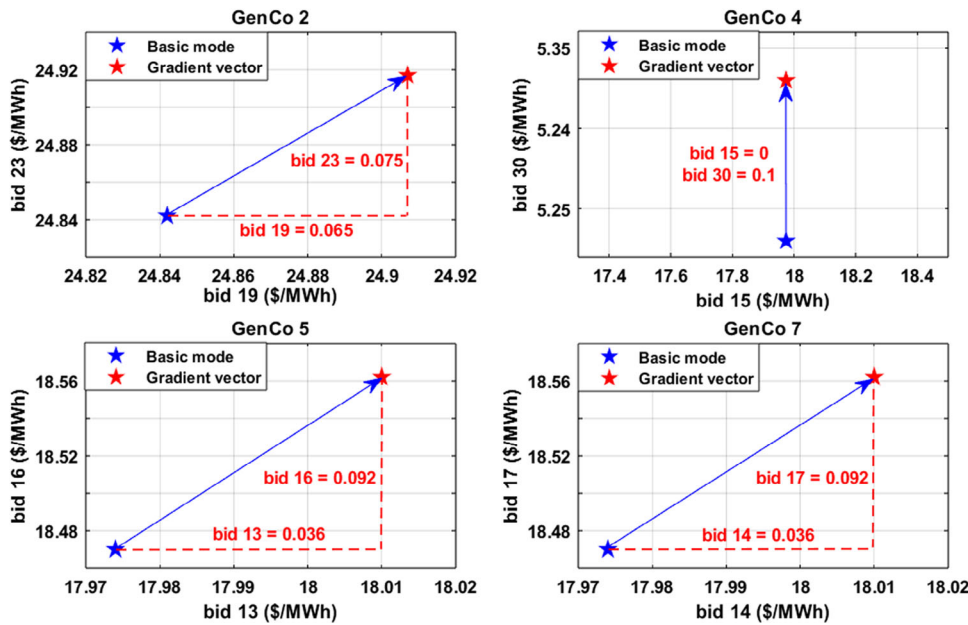 GenCo 2
Basic mode
Gradient vector
bid 23 ($/MWh)
24.92
24.88
24.84
bid 23 = 0.075
bid 19 = 0.065
24.82 24.84 24.86 24.88 24.9 24.92
bid 19 ($/MWh)
GenCo 4
Basic mode
Gradient vector
bid 30 ($/MWh)
5.35
5.24
5.25
bid 15 = 0
bid 30 = 0.1
17.4 17.6 17.8 18 18.2 18.4
bid 15 ($/MWh)
GenCo 5
Basic mode
Gradient vector
bid 16 ($/MWh)
18.56
18.52
18.48
bid 16 = 0.092
bid 13 = 0.036
17.97 17.98 17.99 18 18.01 18.02
bid 13 ($/MWh)
GenCo 7
Basic mode
Gradient vector
bid 17 ($/MWh)
18.56
18.52
18.48
bid 17 = 0.092
bid 14 = 0.036
17.97 17.98 17.99 18 18.01 18.02
bid 14 ($/MWh)